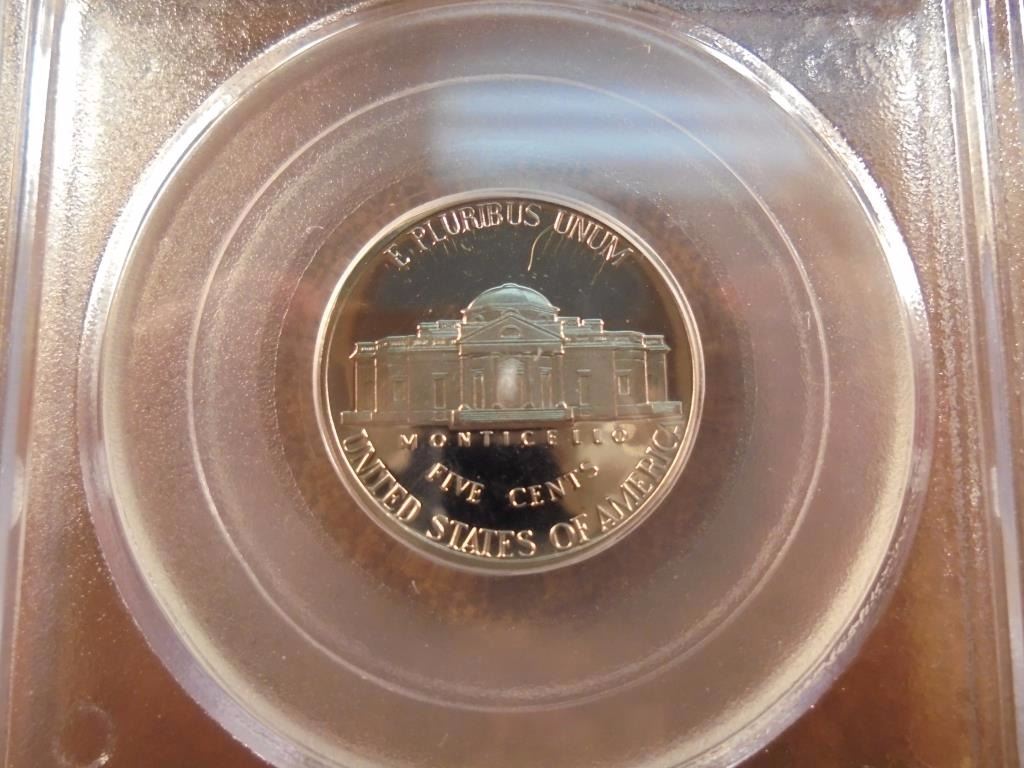 E PLURIBUS UNUM
MONTICELLO
FIVE CENTS
UNITED STATES OF AMERICA